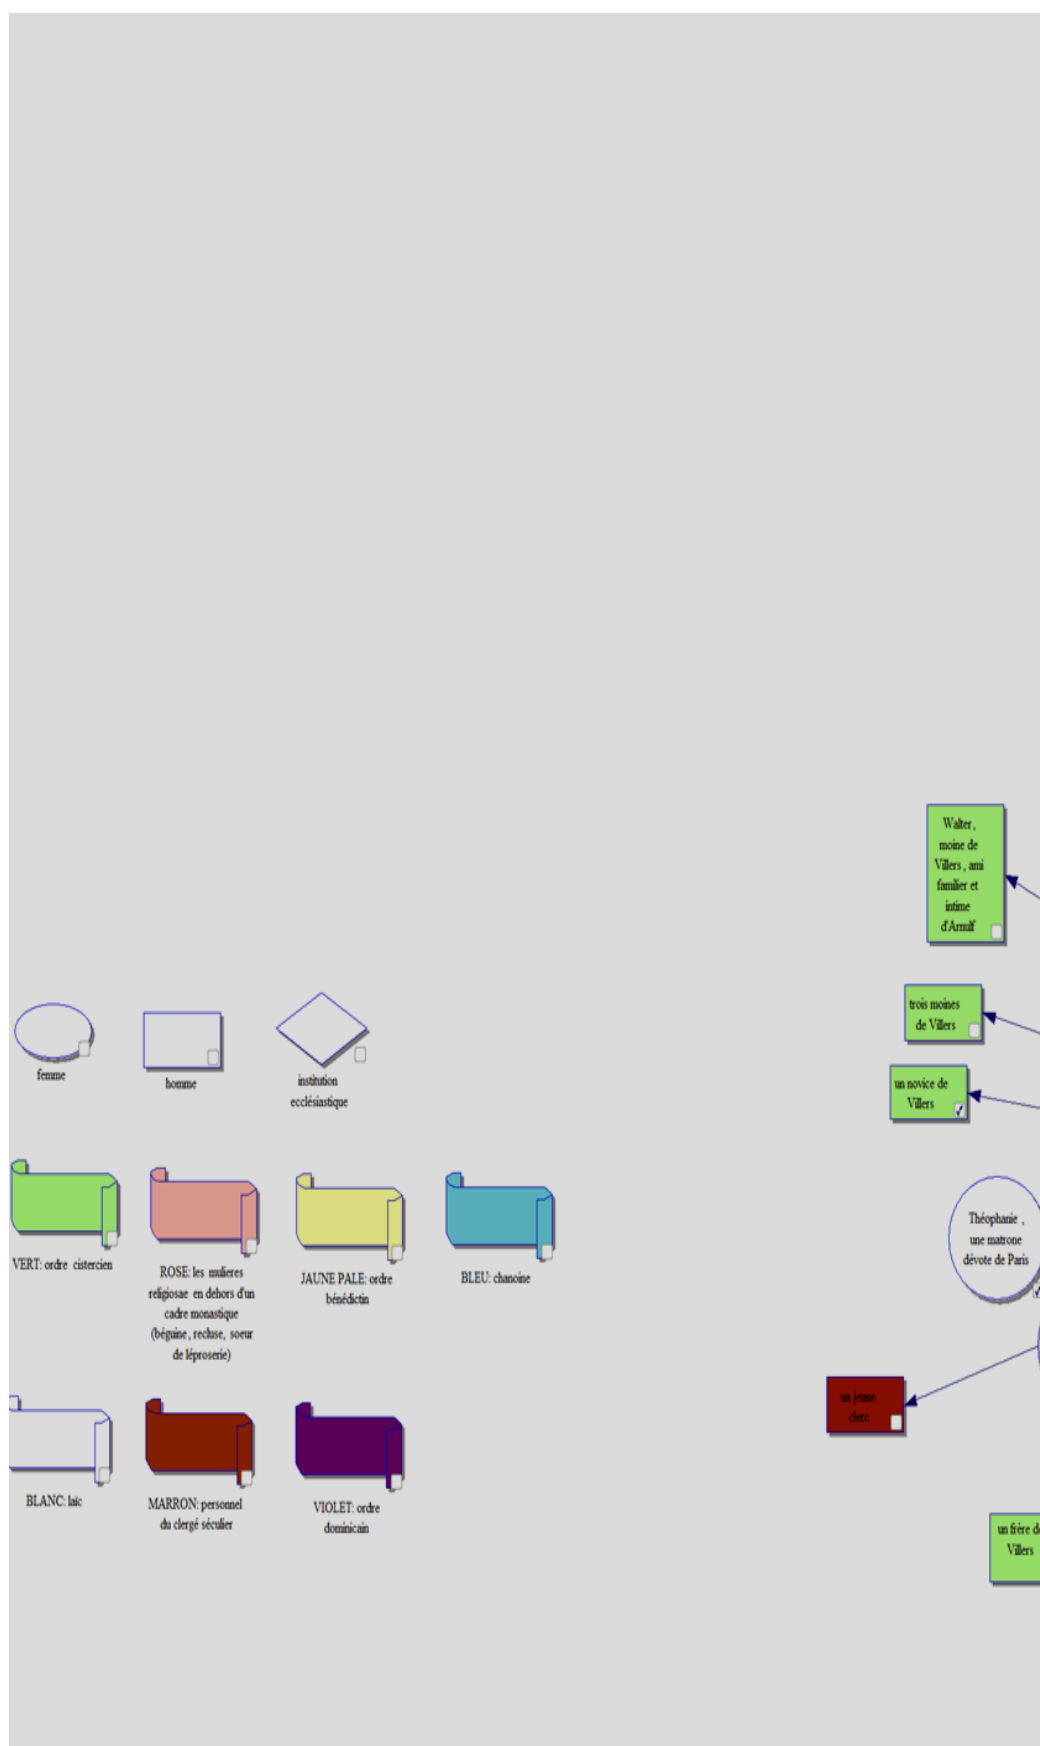 Walter ,
moine de
Villers , ami
familier et
intime
d'Arnulf
trois moines
de Villers
un novice de
Villers
femme
homme
institution
ecclésiastique
Théophanie ,
une matrone
dévote de Paris
VERT: ordre cistercien
ROSE: les mulieres
religiosae en dehors d'un
cadre monastique
(béguine, recluse, soeur
de léproserie)
JAUNE PALE: ordre
bénédictin
BLEU: chanoine
un jeune
clerc
BLANC: laïc
MARRON: personnel
du clergé séculier
VIOLET: ordre
dominicain
un frère de
Villers